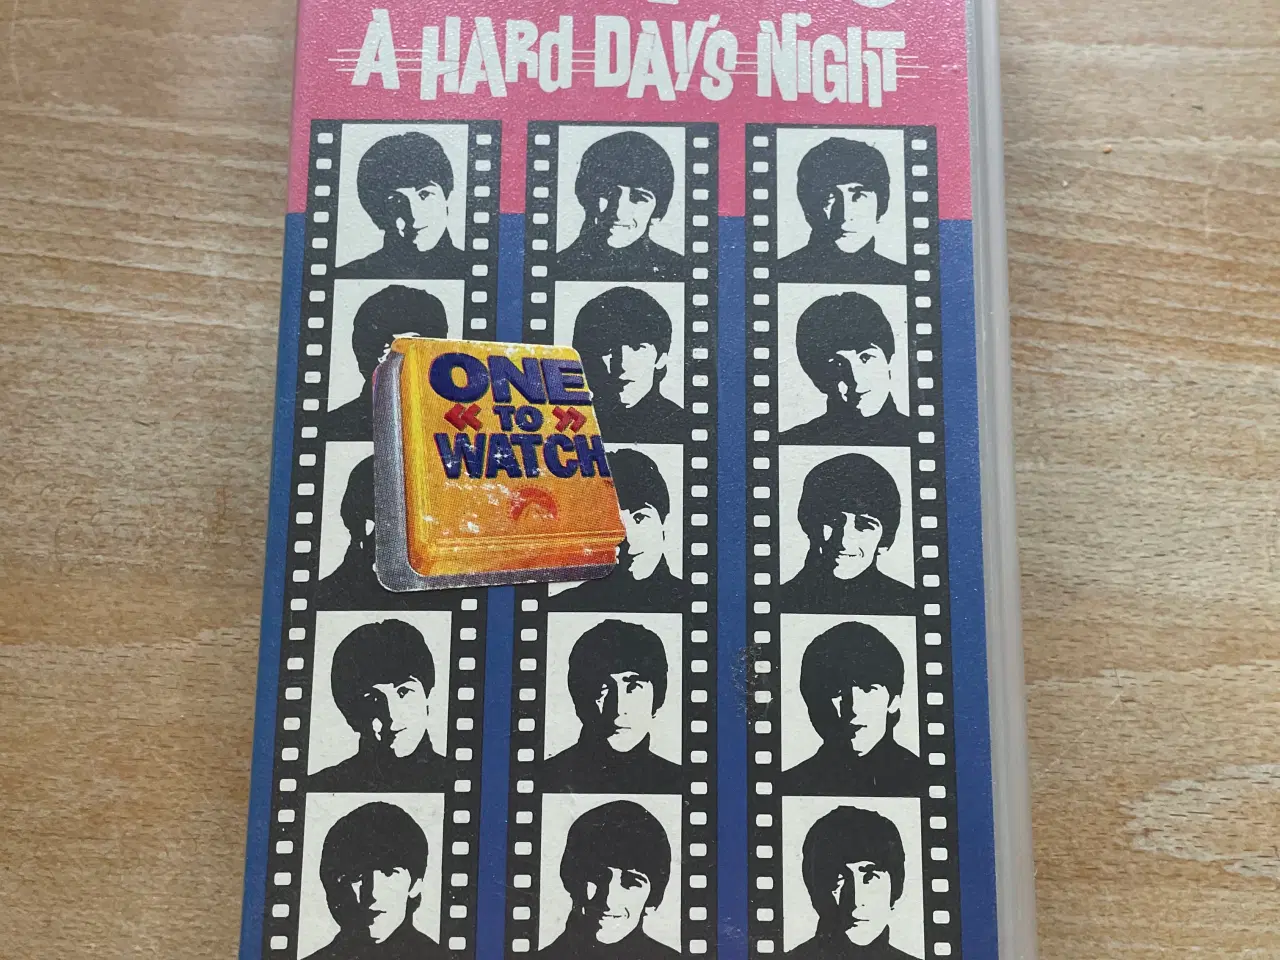 A HARd DAY'S NiGhT
ONE
« TO »
WATCH